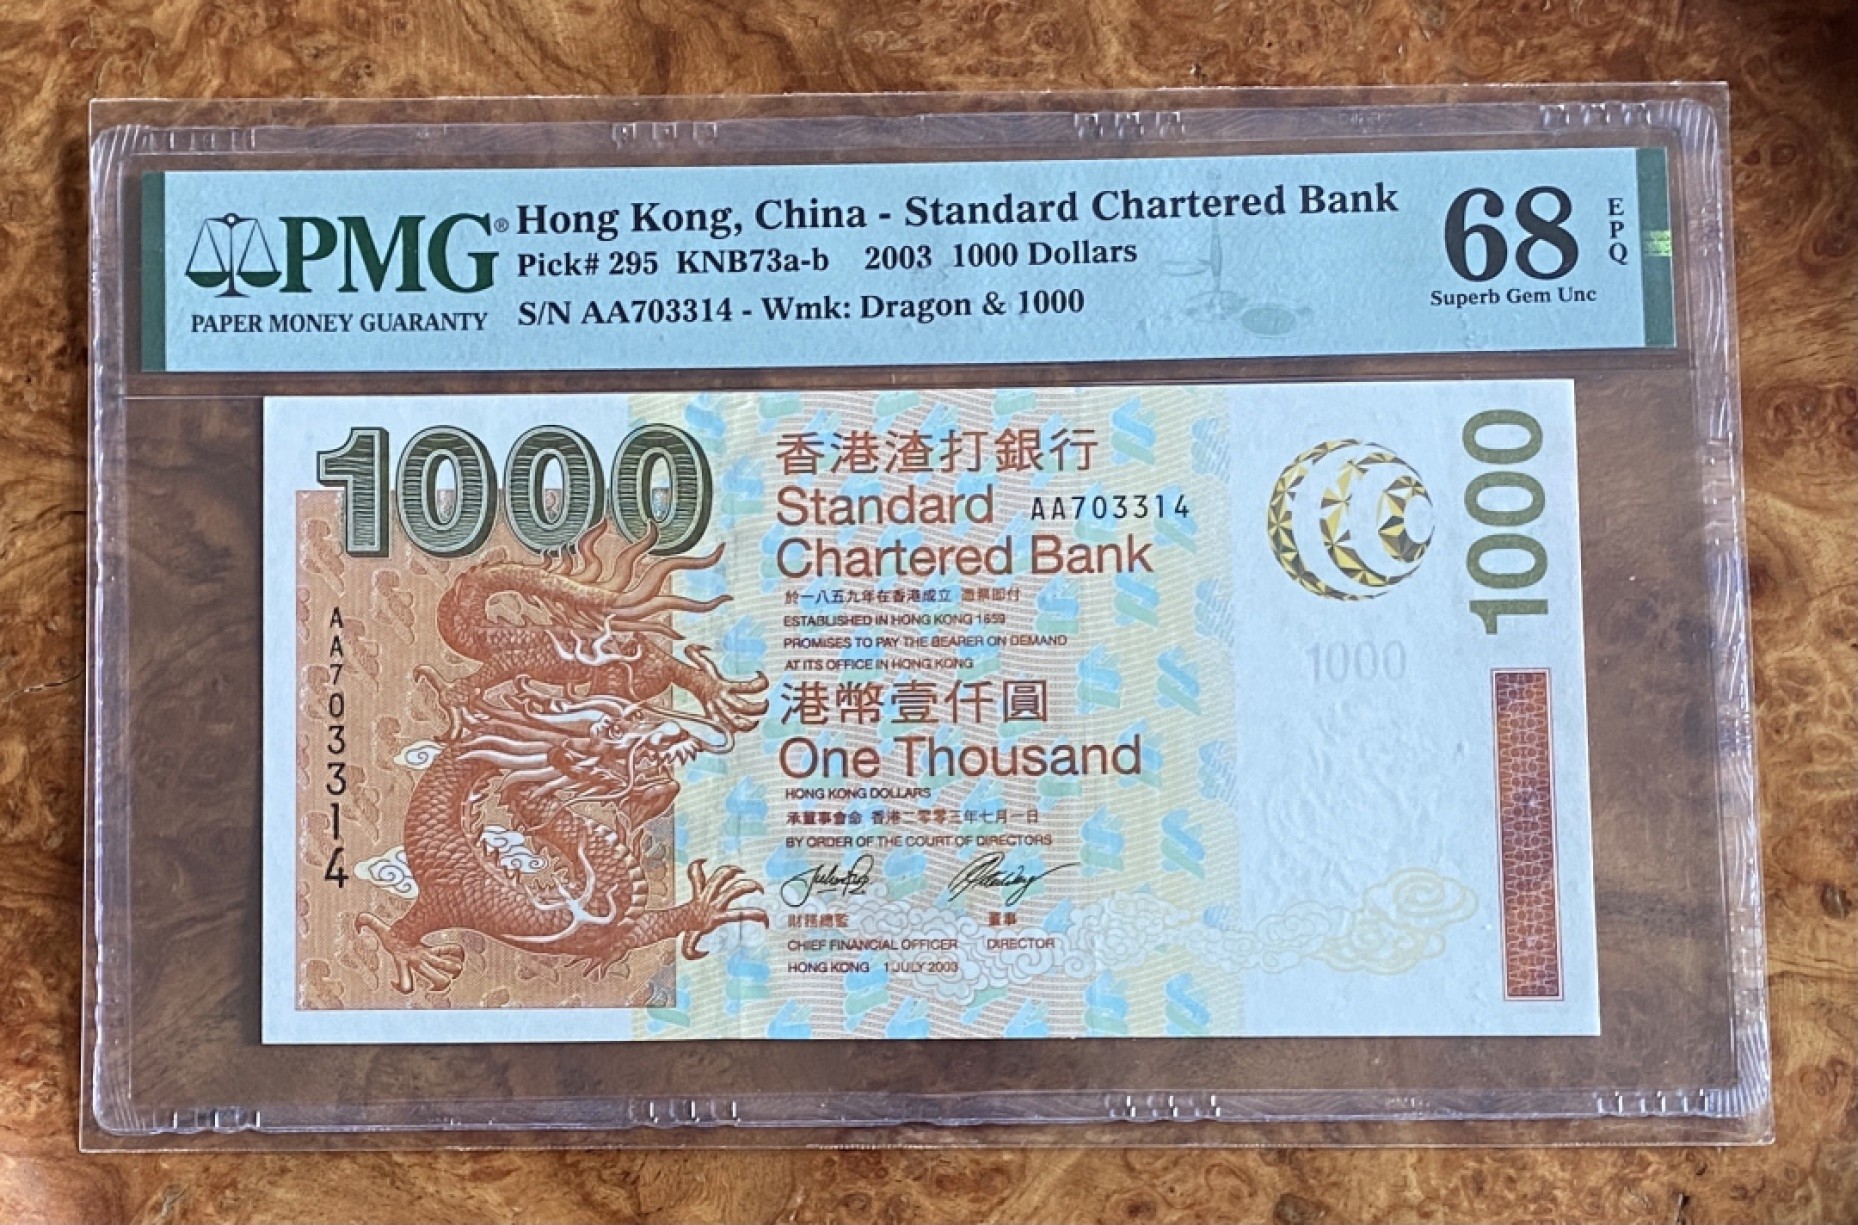 PMG®
PAPER MONEY GUARANTY
Hong Kong, China - Standard Chartered Bank
Pick# 295 KNB73a-b 2003 1000 Dollars
S/N AA703314 - Wmk: Dragon & 1000
68
EPQ
Superb Gem Unc
1000
香港渣打銀行
Standard
AA703314
Chartered Bank
於一八五九年在香港成立 憑票即付
ESTABLISHED IN HONG KONG 1859
PROMISES TO PAY THE BEARER ON DEMAND
AT ITS OFFICE IN HONG KONG
港幣壹仟圓
One Thousand
HONG KONG DOLLARS
承董事會命 香港二零零三年七月一日
BY ORDER OF THE COURT OF DIRECTORS
財務總監 董事
CHIEF FINANCIAL OFFICER DIRECTOR
HONG KONG 1 JULY 2003
AA703314
1000
1000